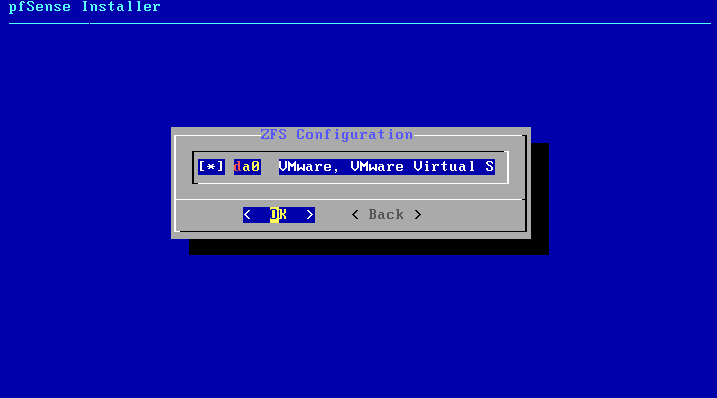 pfSense Installer
ZFS Configuration
[*] da0 VMware, VMware Virtual S
< OK > < Back >